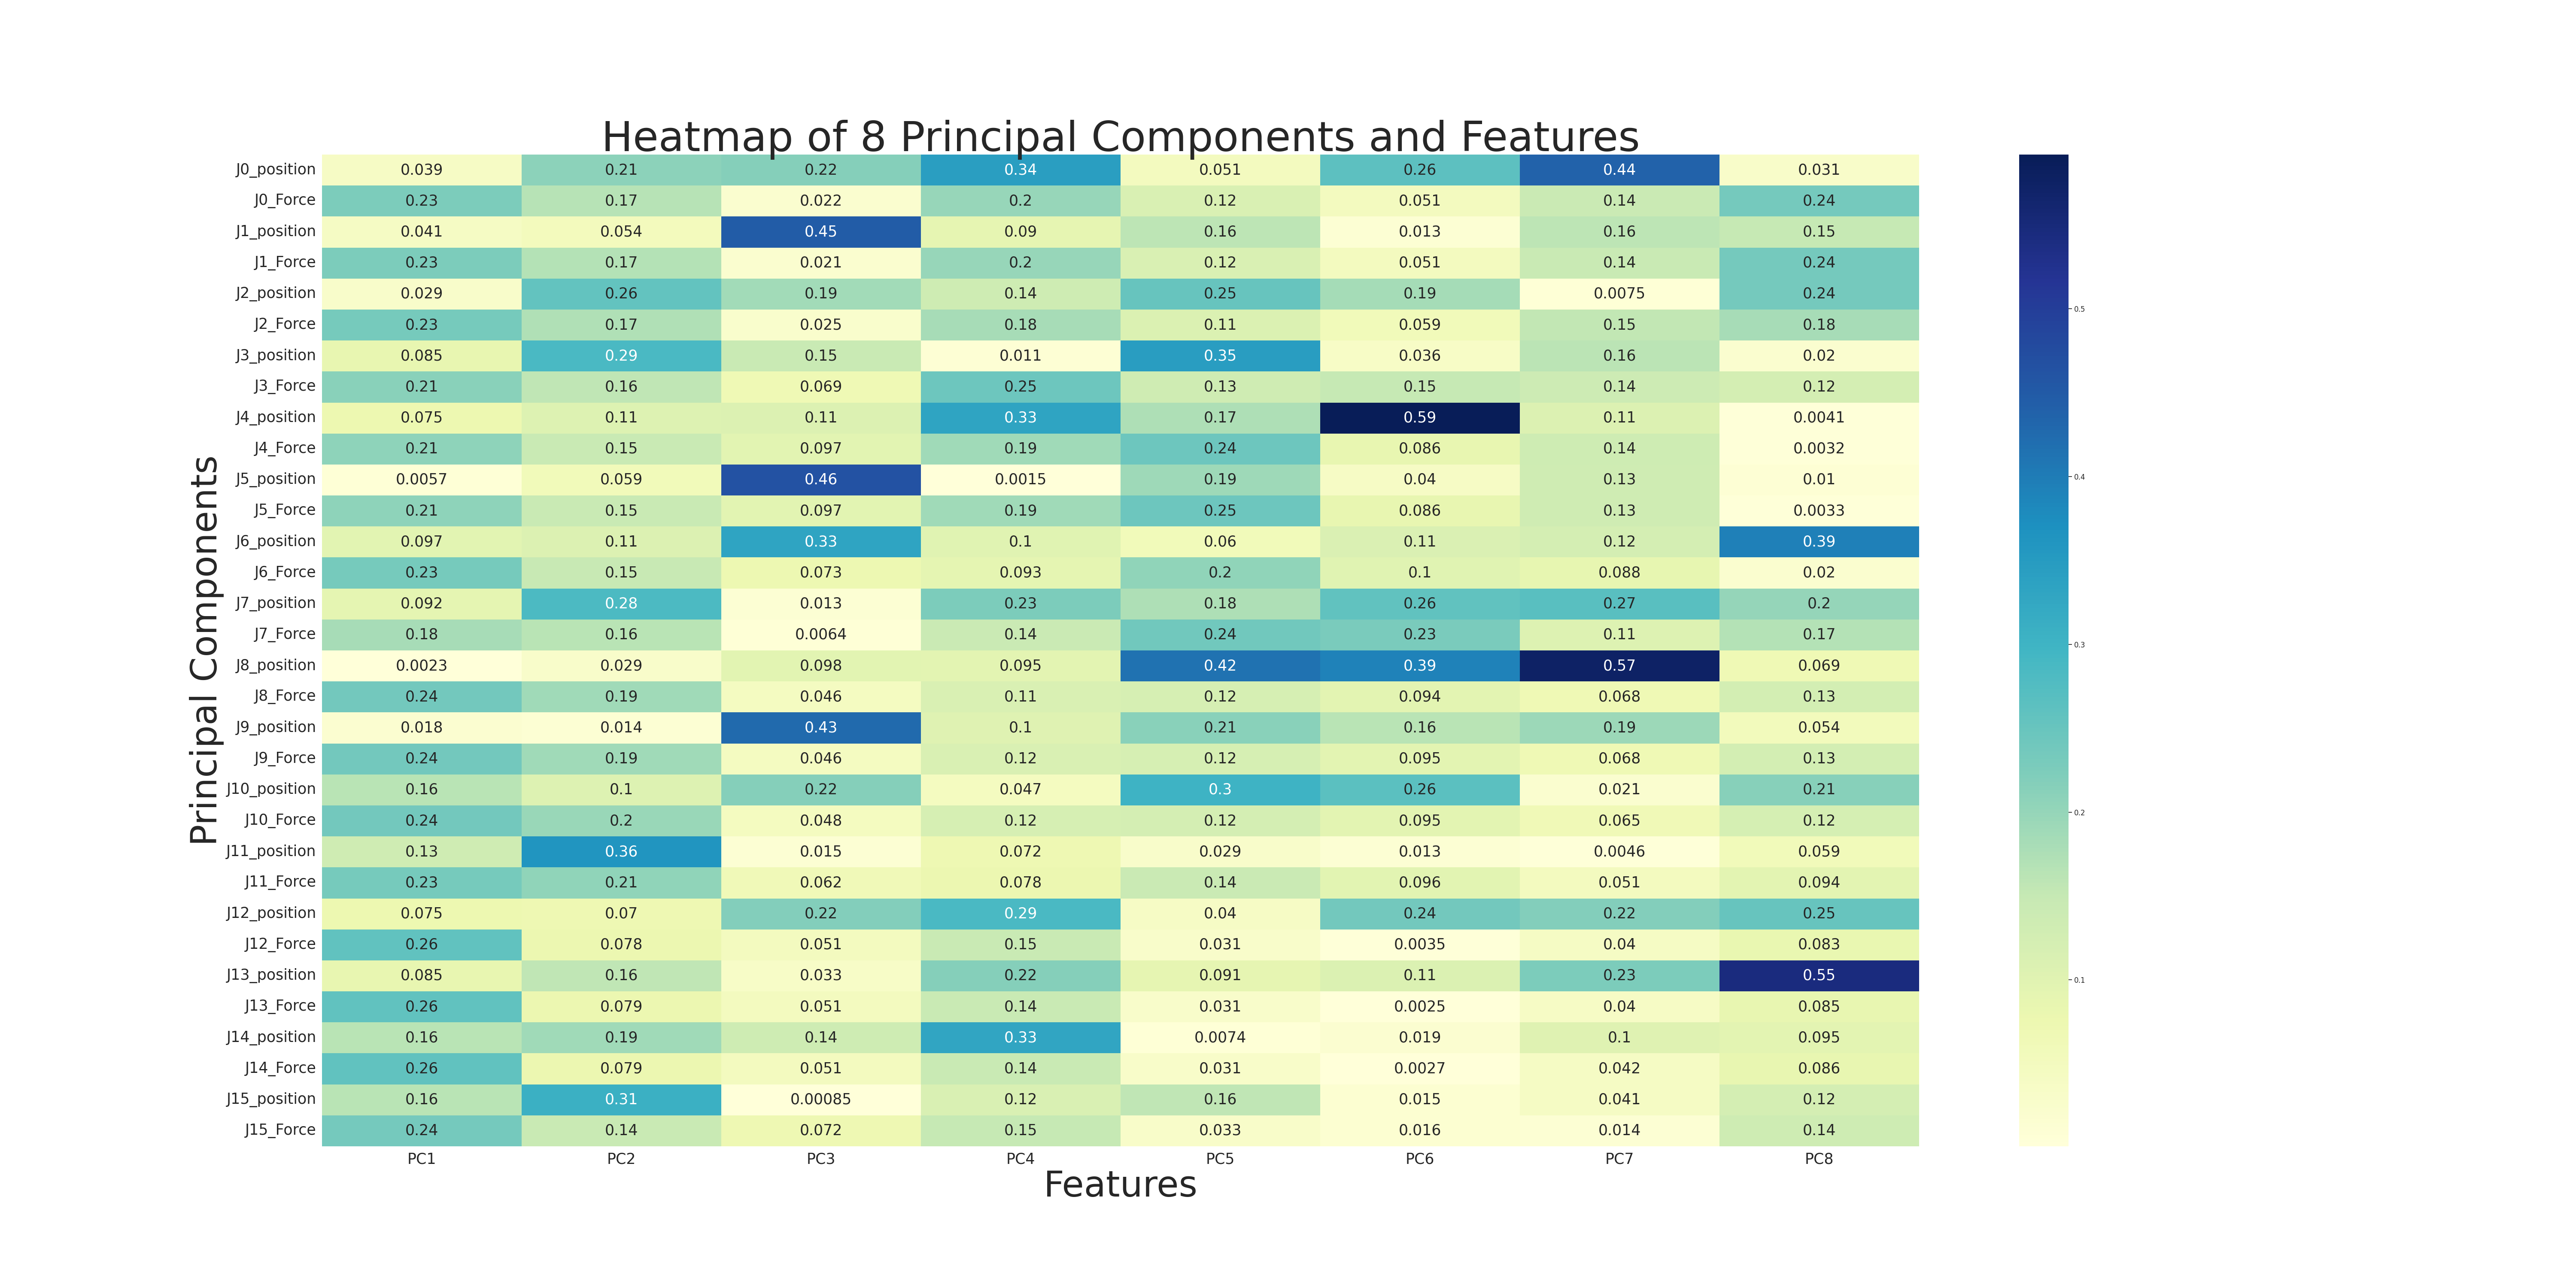 Heatmap of 8 Principal Components and Features
J0_position 0.039 0.21 0.22 0.34 0.051 0.26 0.44 0.031
J0_Force 0.23 0.17 0.022 0.2 0.12 0.051 0.14 0.24
J1_position 0.041 0.054 0.45 0.09 0.16 0.013 0.16 0.15
J1_Force 0.23 0.17 0.021 0.2 0.12 0.051 0.14 0.24
J2_position 0.029 0.26 0.19 0.14 0.25 0.19 0.0075 0.24
J2_Force 0.23 0.17 0.025 0.18 0.11 0.059 0.15 0.18
J3_position 0.085 0.29 0.15 0.011 0.35 0.036 0.16 0.02
J3_Force 0.21 0.16 0.069 0.25 0.13 0.15 0.14 0.12
J4_position 0.075 0.11 0.11 0.33 0.17 0.59 0.11 0.0041
J4_Force 0.21 0.15 0.097 0.19 0.24 0.086 0.14 0.0032
J5_position 0.0057 0.059 0.46 0.0015 0.19 0.04 0.13 0.01
J5_Force 0.21 0.15 0.097 0.19 0.25 0.086 0.13 0.0033
J6_position 0.097 0.11 0.33 0.1 0.06 0.11 0.12 0.39
J6_Force 0.23 0.15 0.073 0.093 0.2 0.1 0.088 0.02
J7_position 0.092 0.28 0.013 0.23 0.18 0.26 0.27 0.2
J7_Force 0.18 0.16 0.0064 0.14 0.24 0.23 0.11 0.17
J8_position 0.0023 0.029 0.098 0.095 0.42 0.39 0.57 0.069
J8_Force 0.24 0.19 0.046 0.11 0.12 0.094 0.068 0.13
J9_position 0.018 0.014 0.43 0.1 0.21 0.16 0.19 0.054
J9_Force 0.24 0.19 0.046 0.12 0.12 0.095 0.068 0.13
J10_position 0.16 0.1 0.22 0.047 0.3 0.26 0.021 0.21
J10_Force 0.24 0.2 0.048 0.12 0.12 0.095 0.065 0.12
J11_position 0.13 0.36 0.015 0.072 0.029 0.013 0.0046 0.059
J11_Force 0.23 0.21 0.062 0.078 0.14 0.096 0.051 0.094
J12_position 0.075 0.07 0.22 0.29 0.04 0.24 0.22 0.25
J12_Force 0.26 0.078 0.051 0.15 0.031 0.0035 0.04 0.083
J13_position 0.085 0.16 0.033 0.22 0.091 0.11 0.23 0.55
J13_Force 0.26 0.079 0.051 0.14 0.031 0.0025 0.04 0.085
J14_position 0.16 0.19 0.14 0.33 0.0074 0.019 0.1 0.095
J14_Force 0.26 0.079 0.051 0.14 0.031 0.0027 0.042 0.086
J15_position 0.16 0.31 0.00085 0.12 0.16 0.015 0.041 0.12
J15_Force 0.24 0.14 0.072 0.15 0.033 0.016 0.014 0.14
PC1 PC2 PC3 PC4 PC5 PC6 PC7 PC8
Features
Principal Components
0.5
0.4
0.3
0.2
0.1